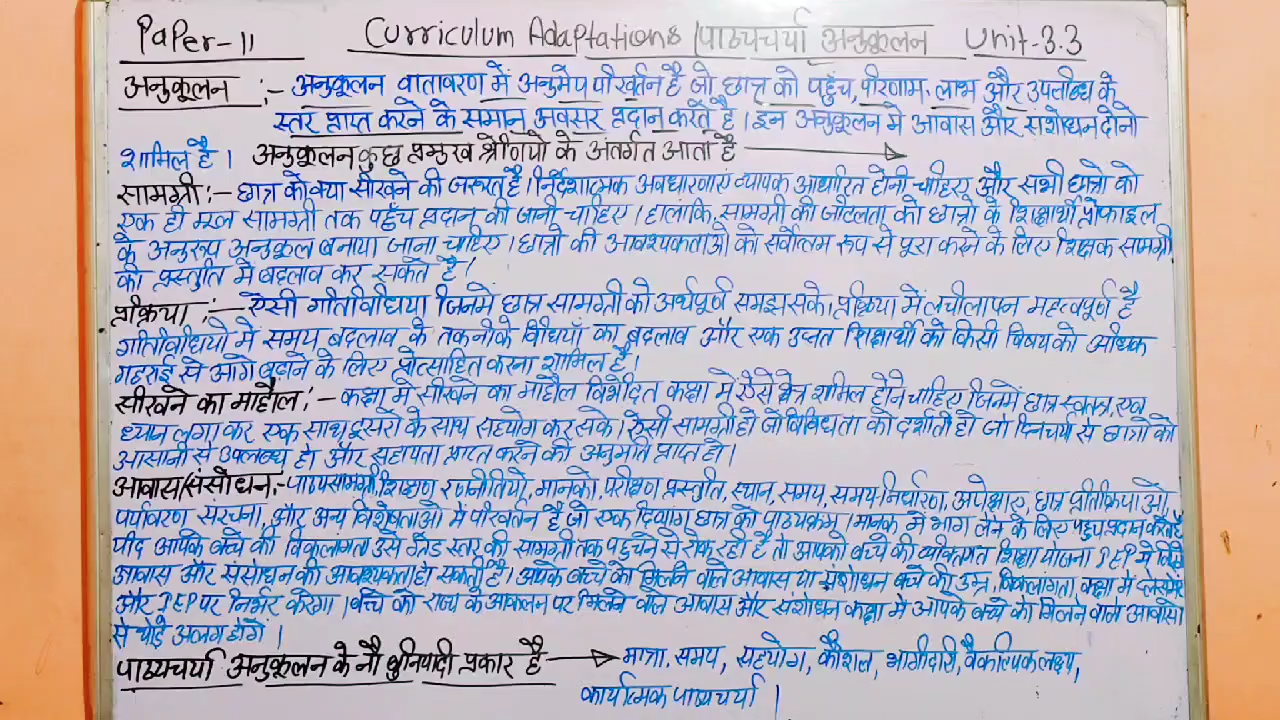 Paper-11 Curriculum Adaptations / पाठ्यचर्या अनुकूलन Unit-3.3
अनुकूलन :- अनुकूलन वातावरण में अनुमेय परिवर्तन है जो छात्र को पहुँच, परिणाम, लाभ और उपलब्धि के
स्तर प्राप्त करने के समान अवसर प्रदान करते है। इन अनुकूलन मे आवास और संशोधन दोनो
शामिल है। अनुकूलन कुछ प्रमुख श्रेणियो के अंतर्गत आता है →
सामग्री :- छात्र को क्या सीखने की जरूरत है। निर्देशात्मक अवधारणाएं व्यापक आधारित होनी चाहिए और सभी छात्रो को
एक ही मूल सामग्री तक पहुँच प्रदान की जानी चाहिए। हालांकि, सामग्री की जटिलता को छात्रो के शिक्षार्थी प्रोफाइल
के अनुरूप अनुकूल बनाया जाना चाहिए। छात्रो की आवश्यकताओ को सर्वोत्तम रूप से पूरा करने के लिए शिक्षक सामग्री
की प्रस्तुति मे बदलाव कर सकते है।
प्रक्रिया :- ऐसी गतिविधिया जिनमे छात्र सामग्री को अर्थपूर्ण समझ सके। प्रक्रिया मे लचीलापन महत्वपूर्ण है
गतिविधियो मे समय बदलाव के तकनीके विधियाँ का बदलाव और एक उन्नत शिक्षार्थी को किसी विषय को अधिक
गहराई से आगे बढ़ाने के लिए प्रोत्साहित करना शामिल है।
सीखने का माहौल :- कक्षा मे सीखने का माहौल विभेदित कक्षा मे ऐसे क्षेत्र शामिल होने चाहिए जिनमे छात्र स्वतंत्र, एवं
ध्यान लगा कर एक साथ दूसरो के साथ सहयोग कर सके। ऐसी सामग्री हो जो विविधता को दर्शाती हो जो दिनचर्या से छात्रो को
आसानी से उपलब्ध हो और सहायता प्राप्त करने की अनुमति प्राप्त हो।
आवास/संसोधन :- पाठ्यसामग्री, शिक्षण रणनीतियो, मानको, परीक्षण प्रस्तुति, स्थान, समय, समय-निर्धारण, अपेक्षाए, छात्र प्रतिक्रियाओ
पर्यावरण संरचना, और अन्य विशेषताओ मे परिवर्तन है जो एक दिव्यांग छात्र को पाठ्यक्रम / मानक मे भाग लेने के लिए पहुच प्रदान करते है
यदि आपके बच्चे की विकलांगता उसे ग्रेड स्तर की सामग्री तक पहुचने से रोक रही है तो आपको बच्चे की व्यक्तिगत शिक्षा योजना IEP मे
आवास और संसोधन की आवश्यकता हो सकती है। आपके बच्चे को मिलने वाले आवास या संशोधन बच्चे की उम्र, विकलांगता, कक्षा मे
और IEP पर निर्भर करेगा। बच्चे को राज्य के आकलन पर मिलने वाले आवास और संशोधन कक्षा मे आपके बच्चे को मिलने वाले आवासो
से थोड़े अलग होंगे।
पाठ्यचर्या अनुकूलन के नौ बुनियादी प्रकार है → मात्रा, समय, सहयोग, कौशल, भागीदारी, वैकल्पिक लक्ष्य,
कार्यात्मक पाठ्यचर्या।